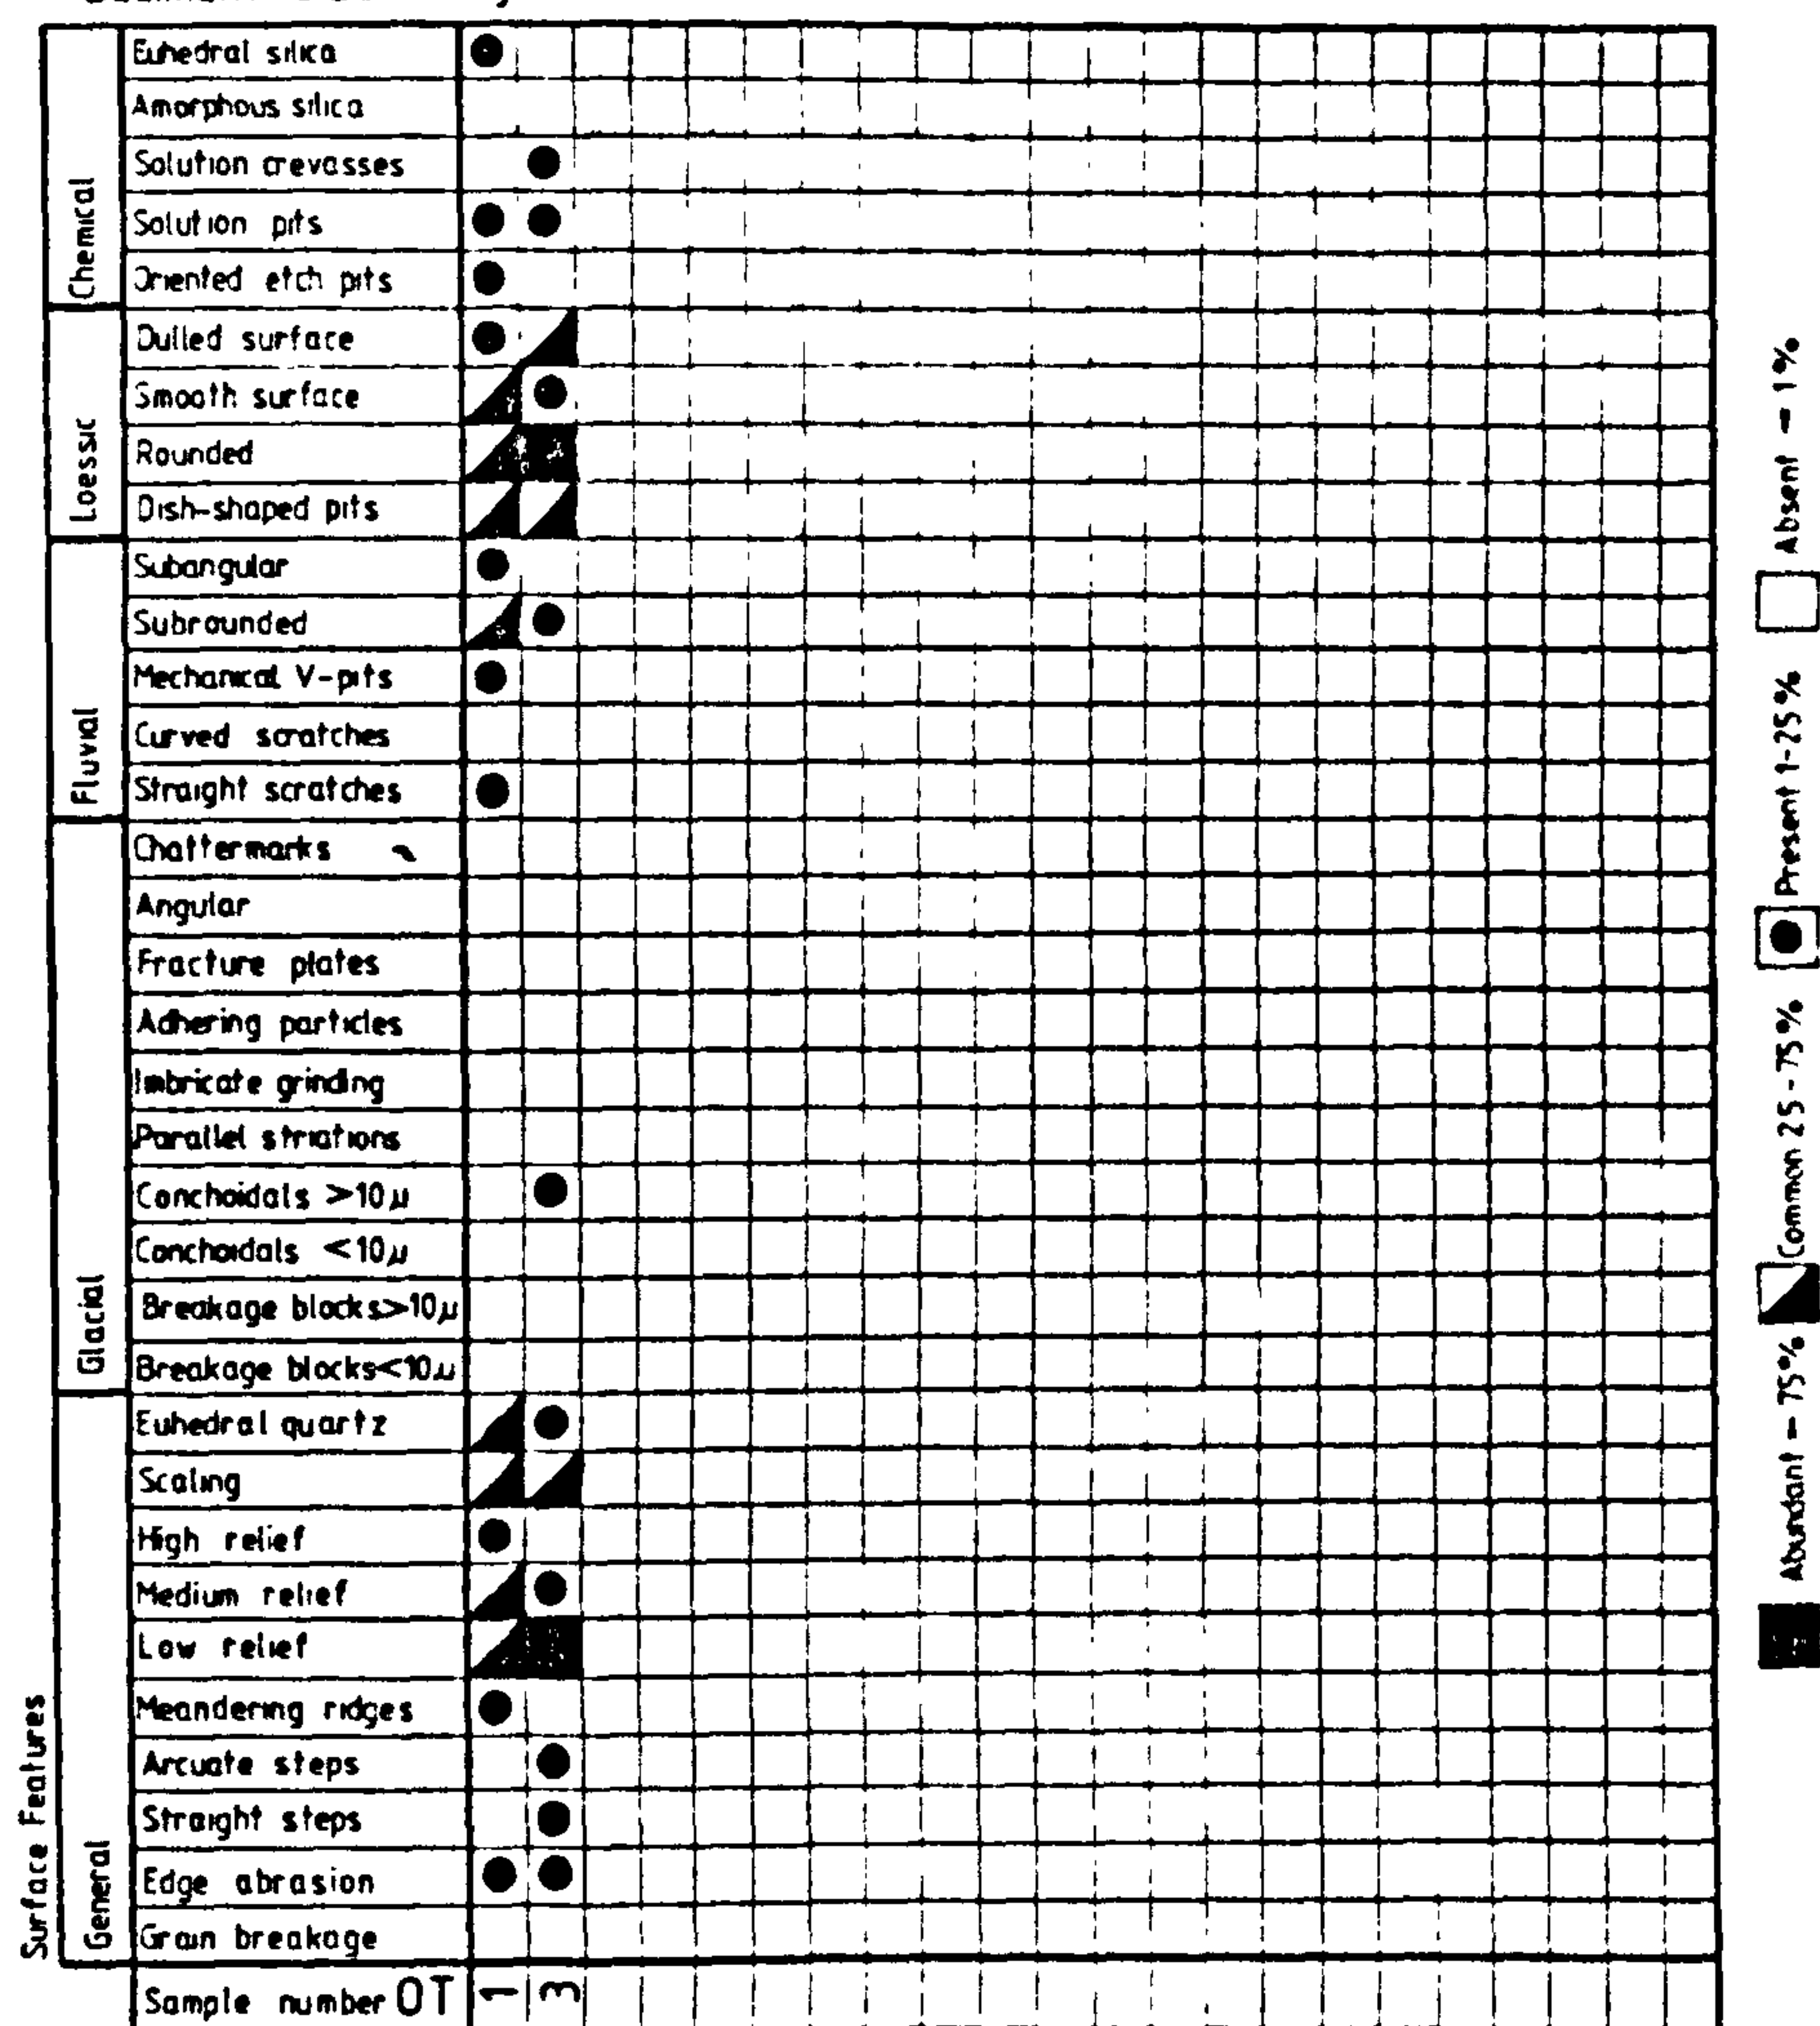 Euhedral silica
Amorphous silica
Solution crevasses
Solution pits
Oriented etch pits
Chemical
Dulled surface
Smooth surface
Rounded
Dish-shaped pits
Loessic
Subangular
Subrounded
Mechanical V-pits
Curved scratches
Straight scratches
Fluvial
Chattermarks
Angular
Fracture plates
Adhering particles
Imbricate grinding
Parallel striations
Conchoidals >10μ
Conchoidals <10μ
Breakage blocks>10μ
Breakage blocks<10μ
Glacial
Euhedral quartz
Scaling
High relief
Medium relief
Low relief
Meandering ridges
Arcuate steps
Straight steps
Edge abrasion
Grain breakage
General
Surface Features
Sample number OT 1 3
Abundant - 75% Common 25-75% Present 1-25% Absent - 1%